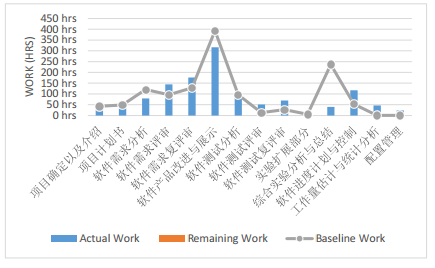 450 hrs
400 hrs
350 hrs
300 hrs
250 hrs
200 hrs
150 hrs
100 hrs
50 hrs
0 hrs
WORK (HRS)
项目确定以及介绍
项目计划书
软件需求分析
软件需求评审
软件需求复评审
软件产品改进与展示
软件测试分析
软件测试评审
软件测试复评审
实验扩展部分
综合实验分析与总结
软件进度计划与控制
工作量估计与统计分析
配置管理
Actual Work
Remaining Work
Baseline Work